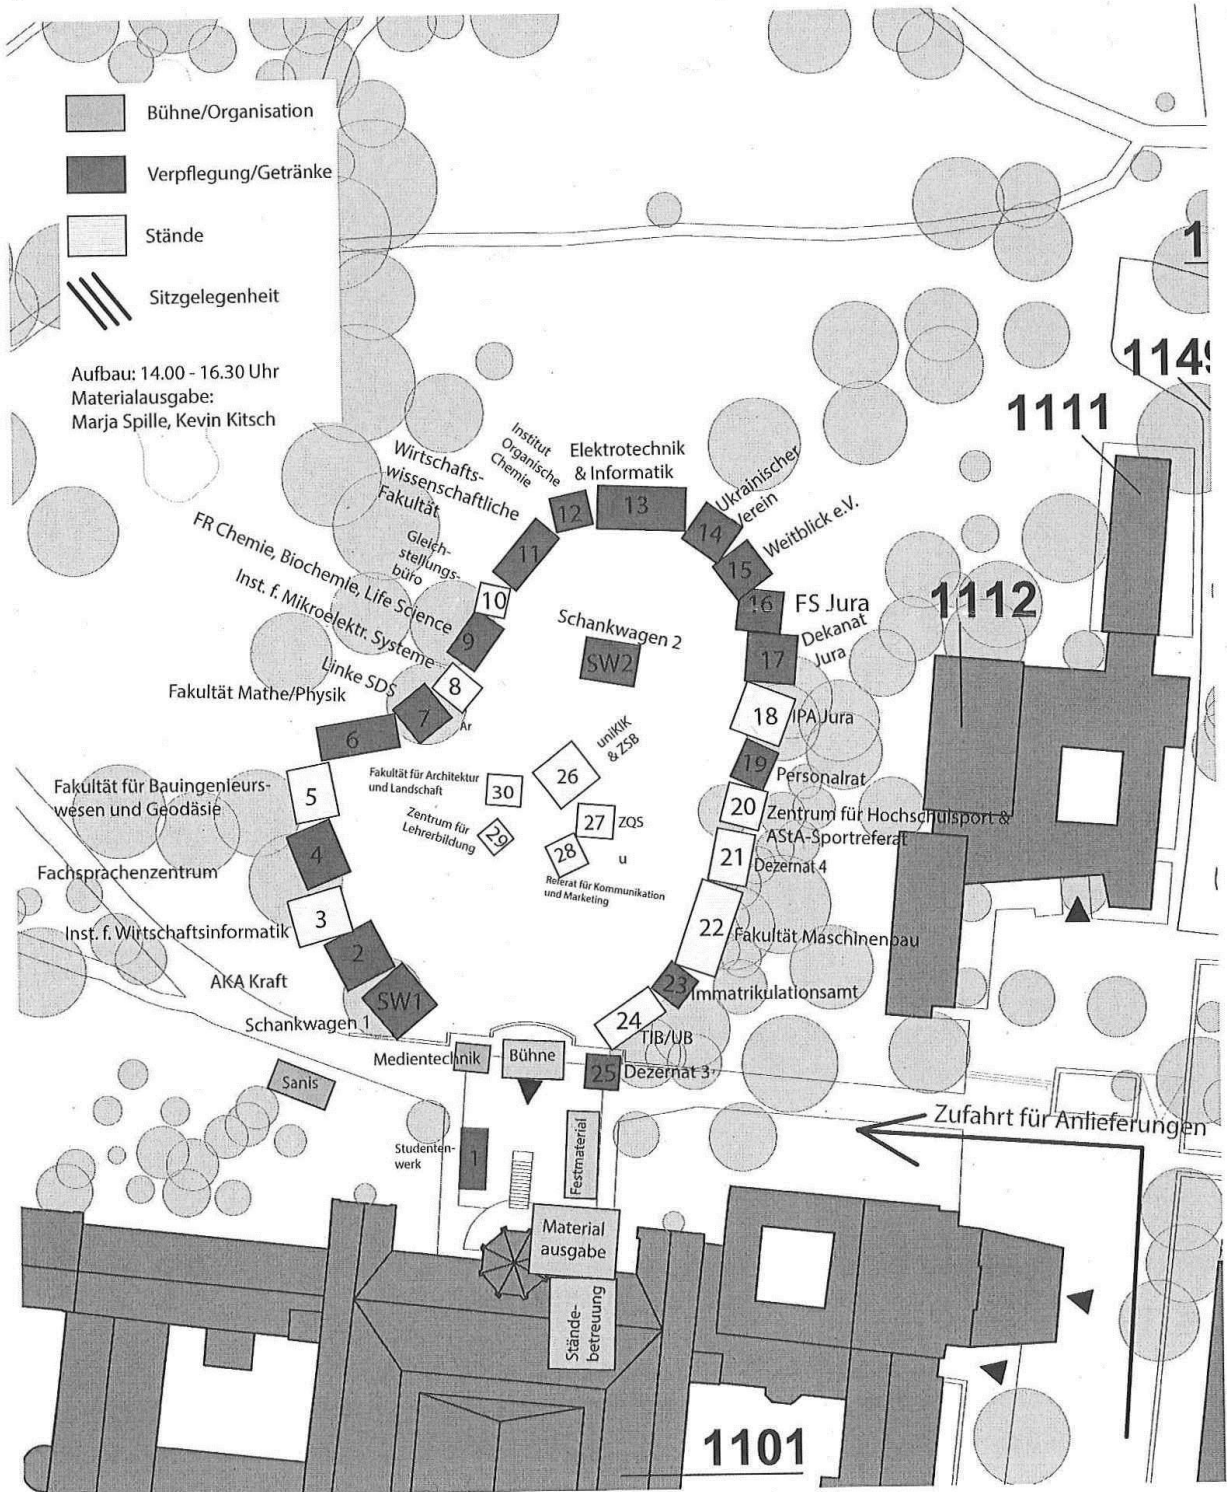 Bühne/Organisation
Verpflegung/Getränke
Stände
Sitzgelegenheit
Aufbau: 14.00 - 16.30 Uhr
Materialausgabe:
Marja Spille, Kevin Kitsch
1149
1111
1112
Institut
Organische
Chemie
Elektrotechnik
& Informatik
Wirtschafts-
wissenschaftliche
Fakultät
Ukrainischer
Verein
Weitblick e.V.
Gleich-
stellungs-
büro
FR Chemie, Biochemie, Life Science
Inst. f. Mikroelektr. Systeme
Linke SDS
Fakultät Mathe/Physik
Ar
12
13
14
11
15
10
16
FS Jura
9
Schankwagen 2
SW2
17
Dekanat
Jura
8
7
6
18
IPA Jura
uniKIK
& ZSB
19
Personalrat
Fakultät für Bauingenieurs-
wesen und Geodäsie
5
Fakultät für Architektur
und Landschaft
30
26
20
Zentrum für Hochschulsport &
AStA-Sportreferat
Zentrum für
Lehrerbildung
29
27
ZQS
28
u
Referat für Kommunikation
und Marketing
4
Fachsprachenzentrum
21
Dezernat 4
3
Inst. f. Wirtschaftsinformatik
22
Fakultät Maschinenbau
2
AKA Kraft
23
Immatrikulationsamt
SW1
Schankwagen 1
24
TIB/UB
Medientechnik
Bühne
25
Dezernat 3
Sanis
Zufahrt für Anlieferungen
Studenten-
werk
1
Festmaterial
Material
ausgabe
Stände-
betreuung
1101